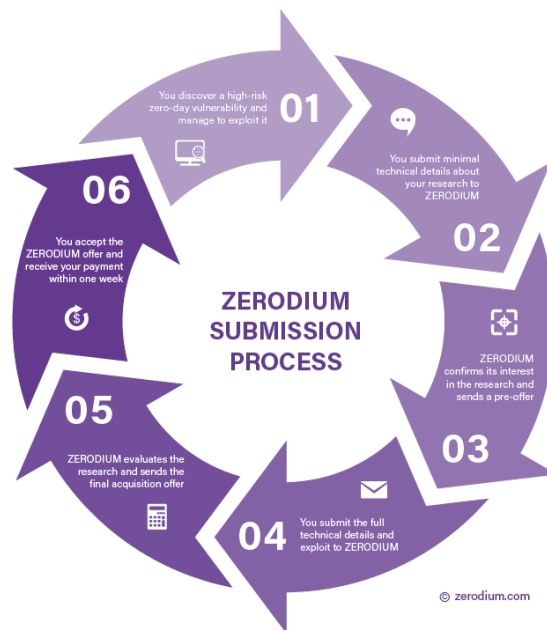 You discover a high-risk
zero-day vulnerability and
manage to exploit it
01
You submit minimal
technical details about
your research to
ZERODIUM
02
ZERODIUM
confirms its interest
in the research and
sends a pre-offer
03
You submit the full
technical details and
exploit to ZERODIUM
04
05
ZERODIUM evaluates the
research and sends the
final acquisition offer
06
You accept the
ZERODIUM offer and
receive your payment
within one week
$
ZERODIUM
SUBMISSION
PROCESS
© zerodium.com